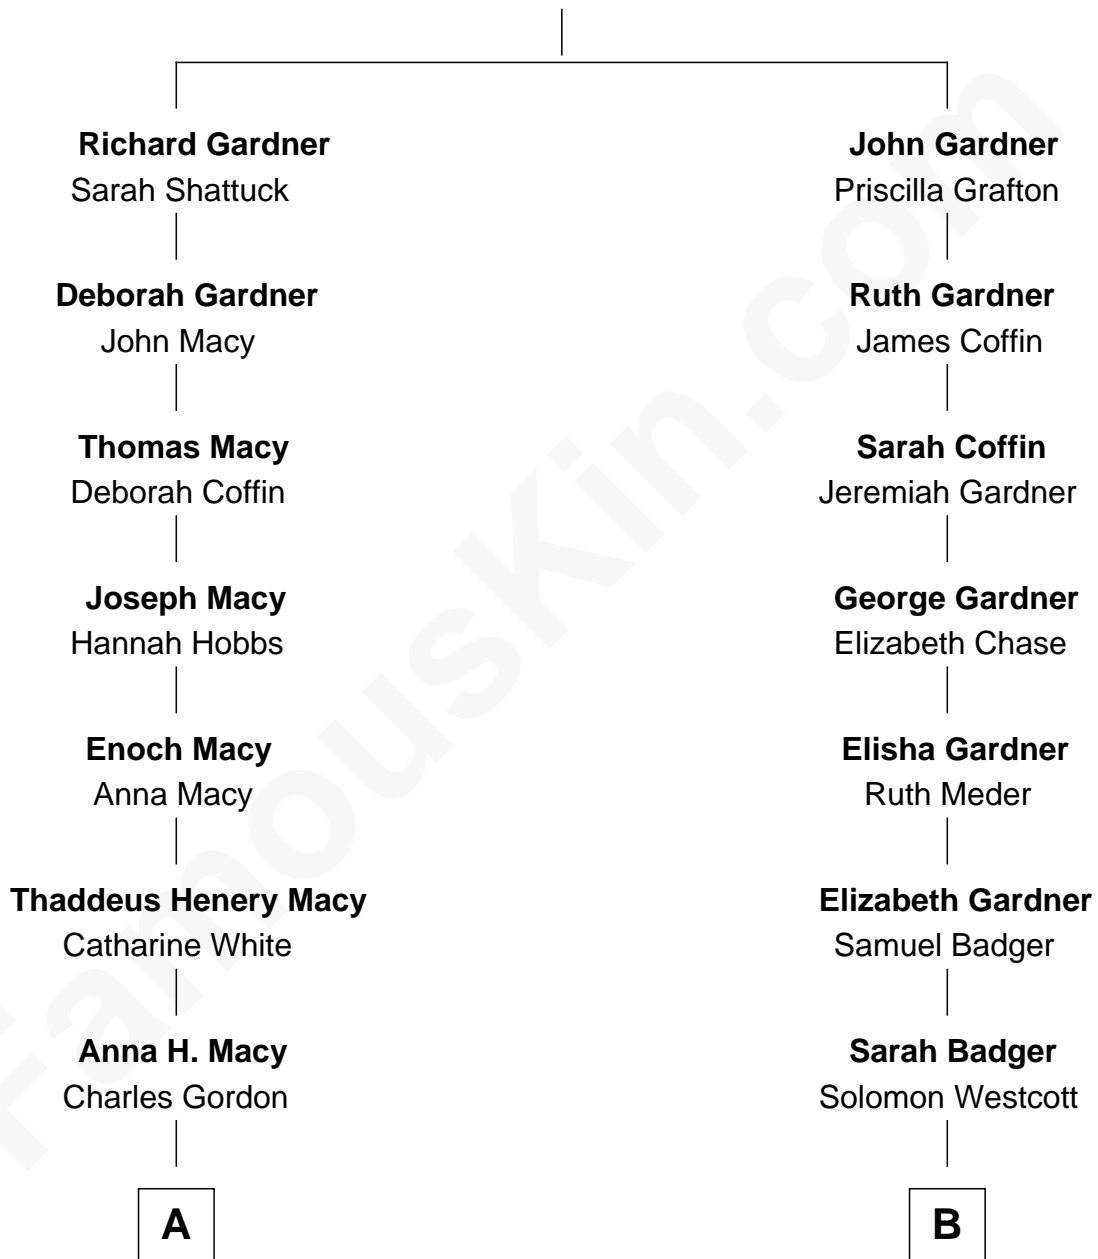 Richard Gardner
Sarah Shattuck
Deborah Gardner
John Macy
Thomas Macy
Deborah Coffin
Joseph Macy
Hannah Hobbs
Enoch Macy
Anna Macy
Thaddeus Henery Macy
Catharine White
Anna H. Macy
Charles Gordon
A
John Gardner
Priscilla Grafton
Ruth Gardner
James Coffin
Sarah Coffin
Jeremiah Gardner
George Gardner
Elizabeth Chase
Elisha Gardner
Ruth Meder
Elizabeth Gardner
Samuel Badger
Sarah Badger
Solomon Westcott
B
FamousKin.com